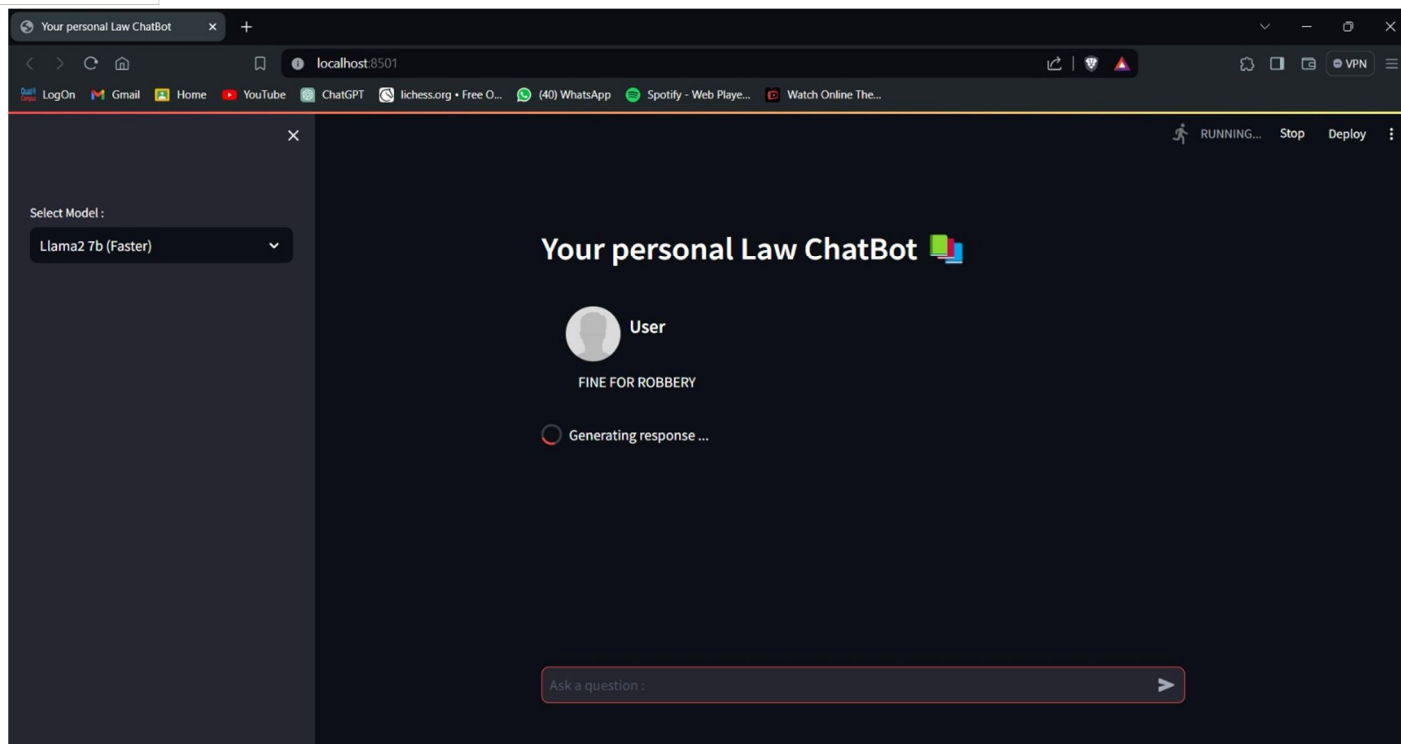 Your personal Law ChatBot
localhost:8501
VPN
LogOn Gmail Home YouTube ChatGPT lichess.org • Free O... (40) WhatsApp Spotify - Web Playe... Watch Online The...
RUNNING... Stop Deploy
Select Model :
Llama2 7b (Faster)
Your personal Law ChatBot
User
FINE FOR ROBBERY
Generating response ...
Ask a question :